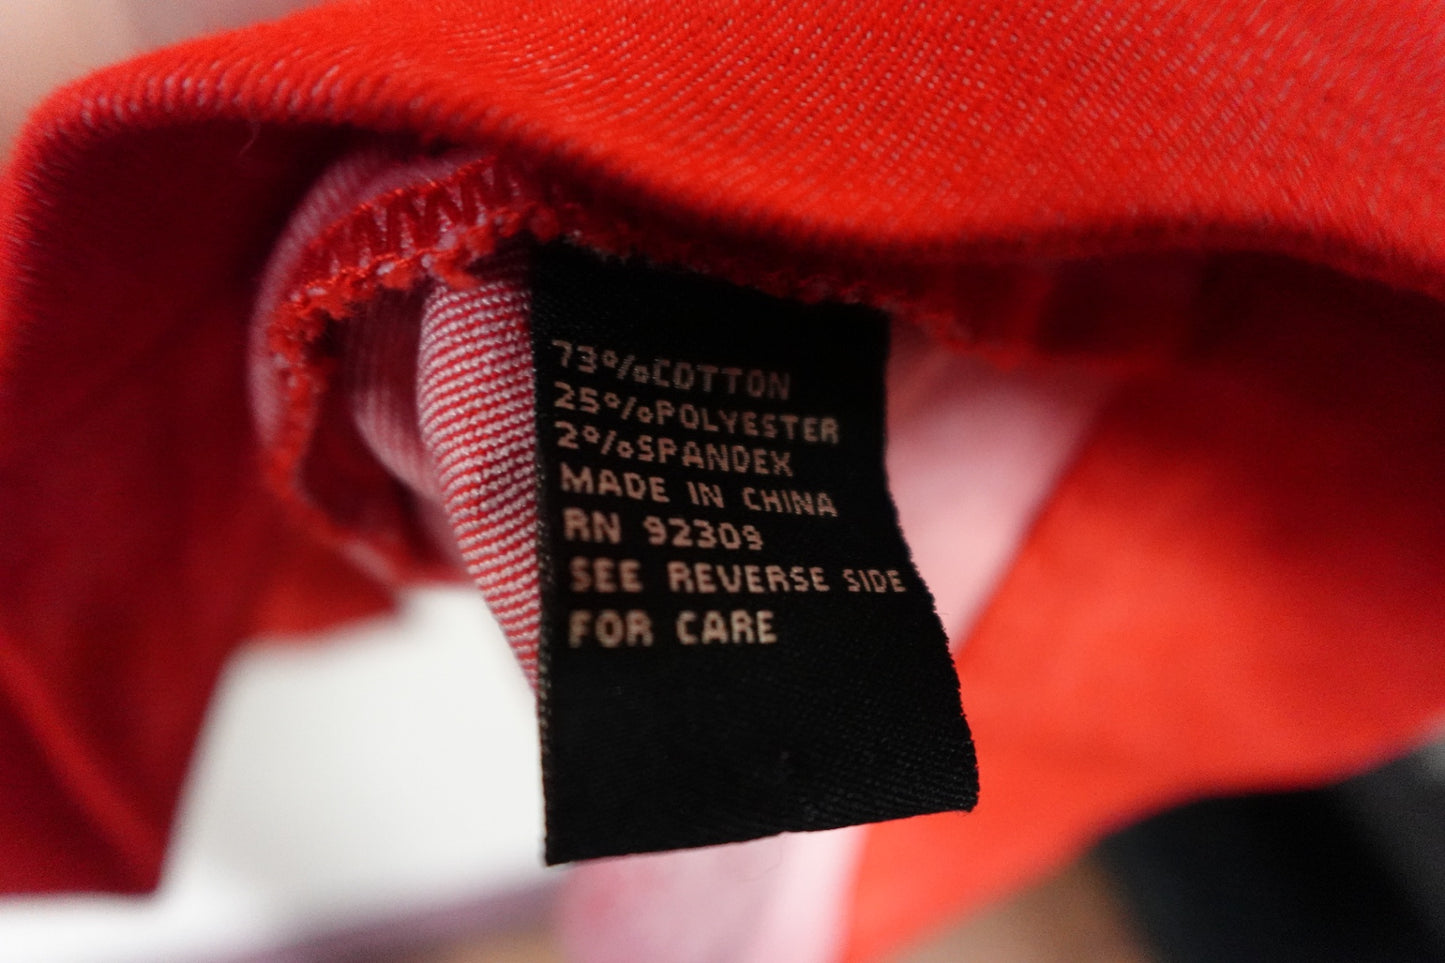 73%COTTON
25%POLYESTER
2%SPANDEX
MADE IN CHINA
RN 92309
SEE REVERSE SIDE
FOR CARE